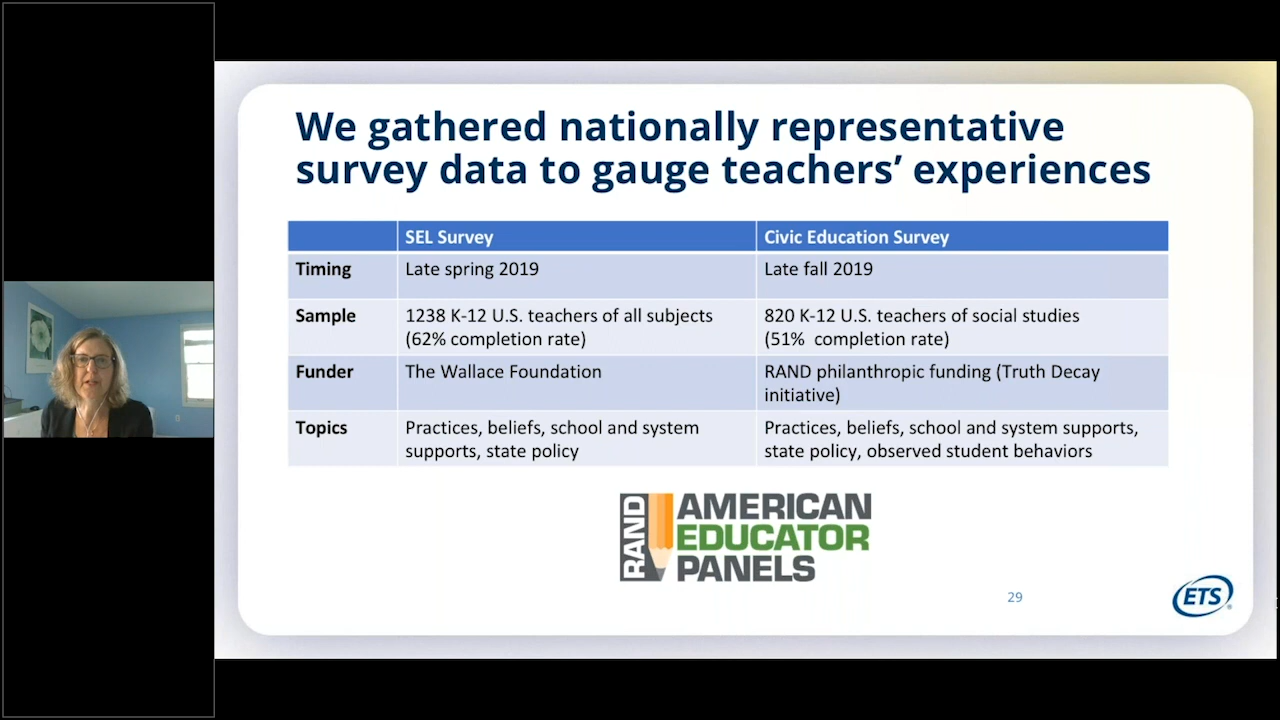 We gathered nationally representative
survey data to gauge teachers’ experiences
SEL Survey
Civic Education Survey
Timing
Late spring 2019
Late fall 2019
Sample
1238 K-12 U.S. teachers of all subjects
(62% completion rate)
820 K-12 U.S. teachers of social studies
(51%  completion rate)
Funder
The Wallace Foundation
RAND philanthropic funding (Truth Decay
initiative)
Topics
Practices, beliefs, school and system
supports, state policy
Practices, beliefs, school and system supports,
state policy, observed student behaviors
RAND
AMERICAN
EDUCATOR
PANELS
29
ETS